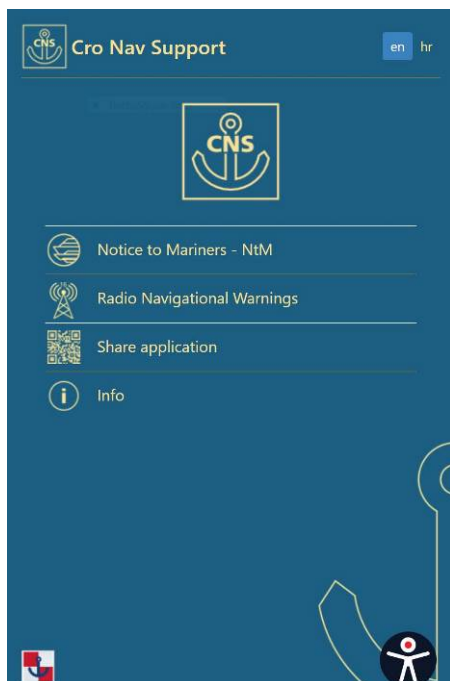 CNS Cro Nav Support en hr
CNS
Notice to Mariners - NtM
Radio Navigational Warnings
Share application
Info